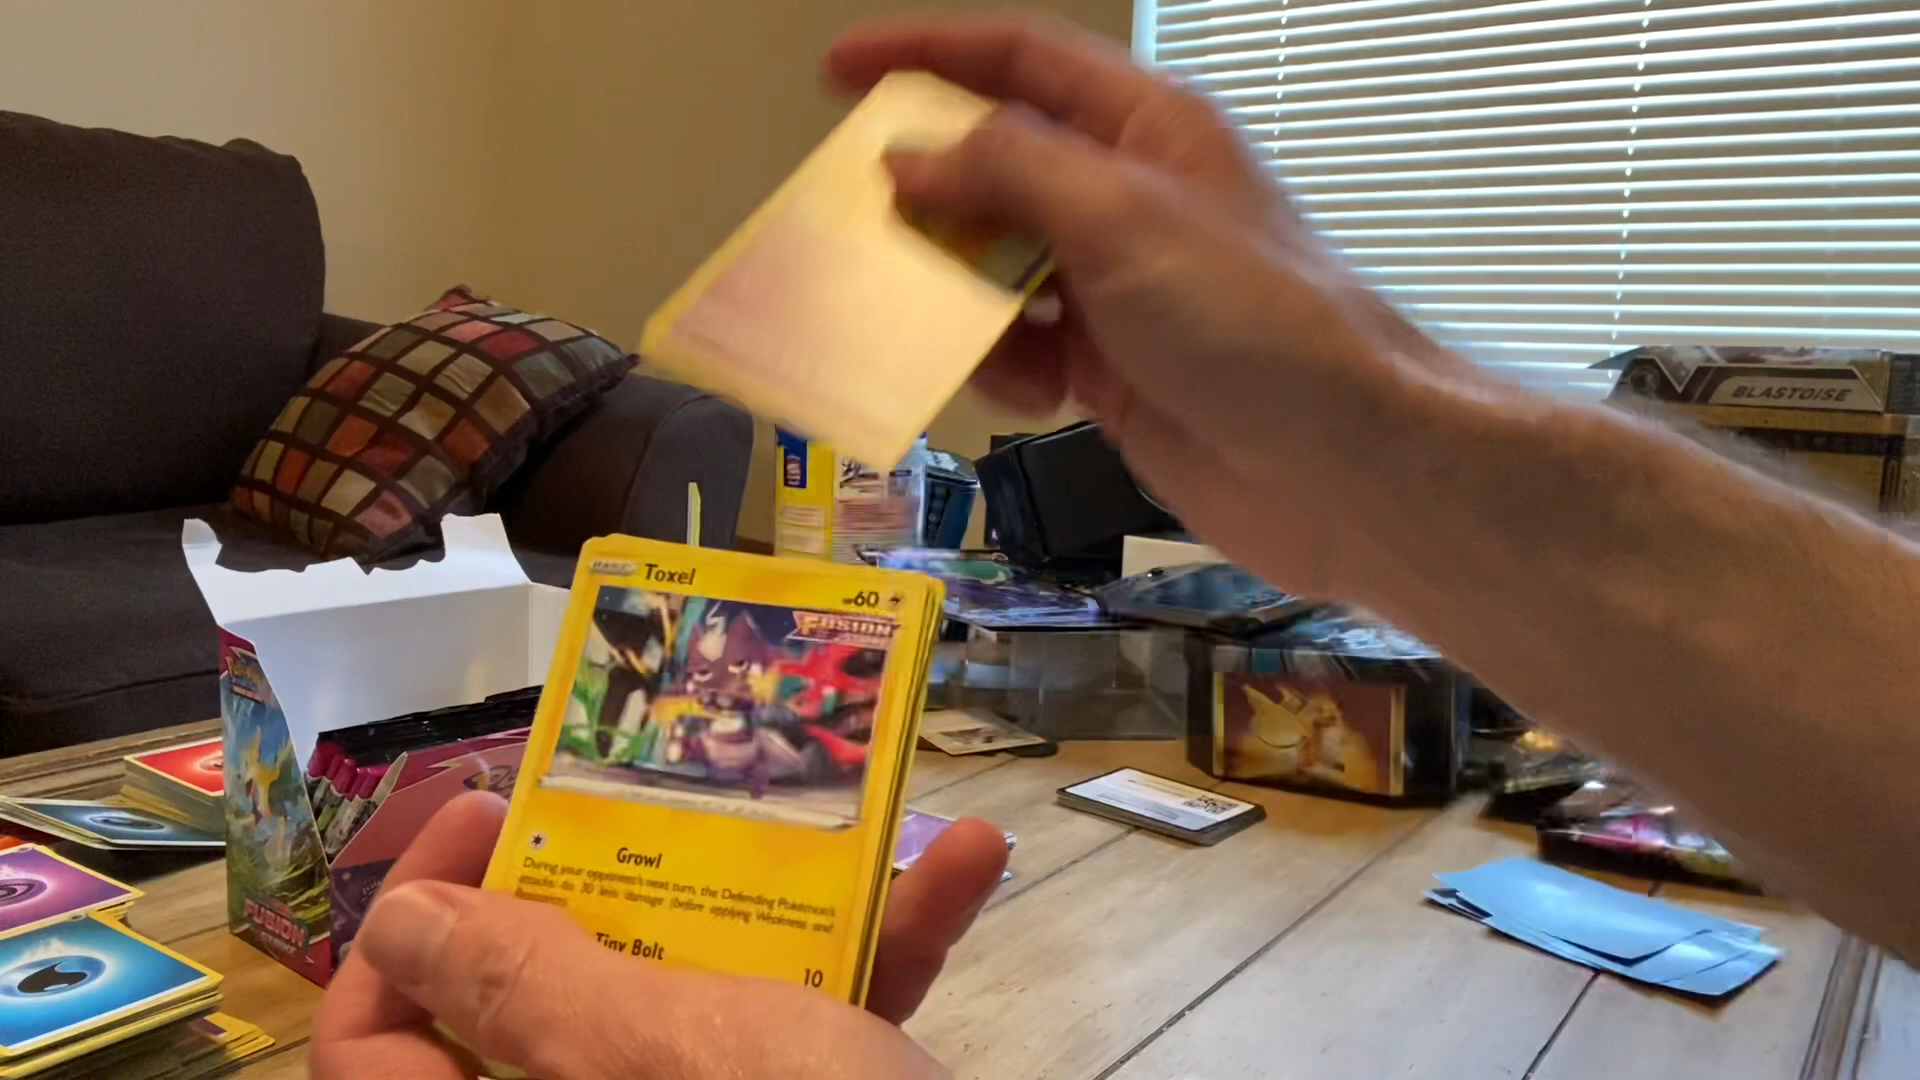 BLASTOISE
BASIC Toxel HP60
FUSION
Growl
During your opponent's next turn, the Defending Pokémon's
attacks do 30 less damage (before applying Weakness and
Resistance).
Tiny Bolt
10
FUSION
STRIKE